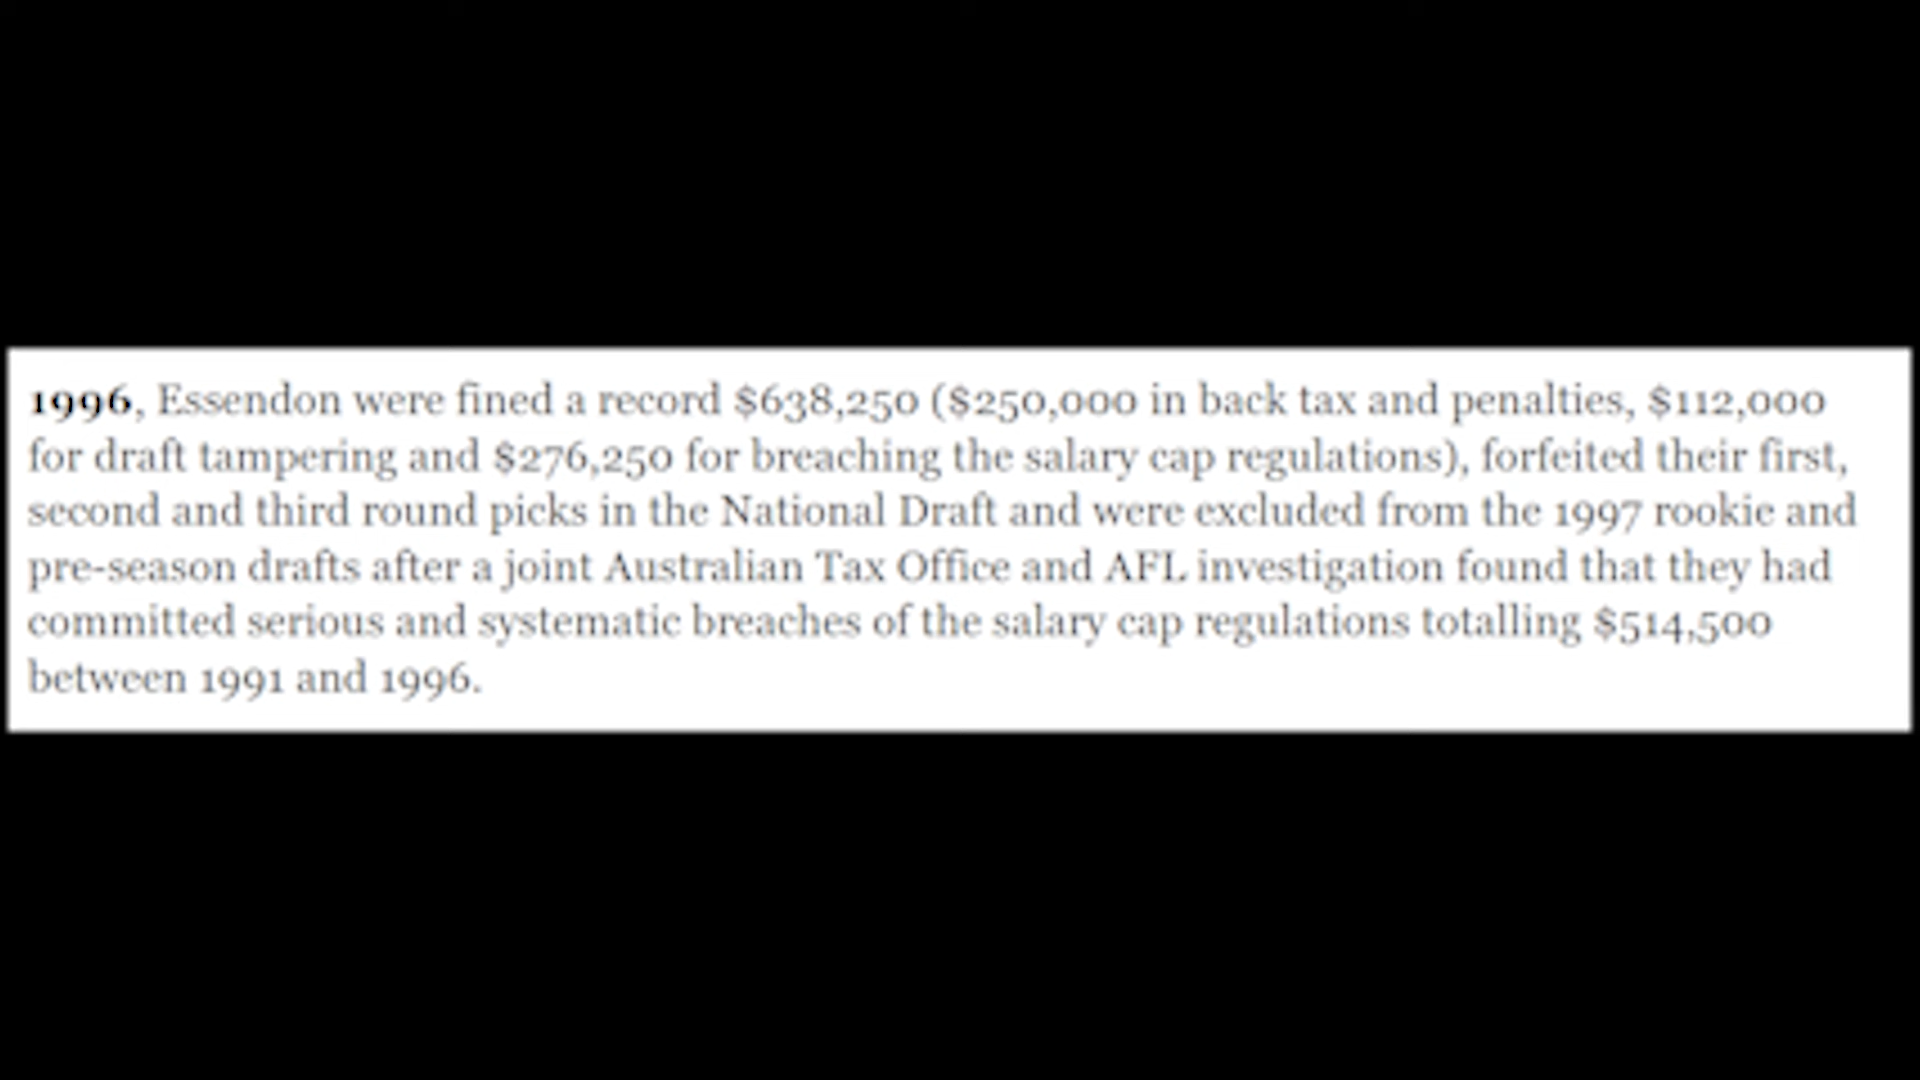 1996, Essendon were fined a record $638,250 ($250,000 in back tax and penalties, $112,000
for draft tampering and $276,250 for breaching the salary cap regulations), forfeited their first,
second and third round picks in the National Draft and were excluded from the 1997 rookie and
pre-season drafts after a joint Australian Tax Office and AFL investigation found that they had
committed serious and systematic breaches of the salary cap regulations totalling $514,500
between 1991 and 1996.